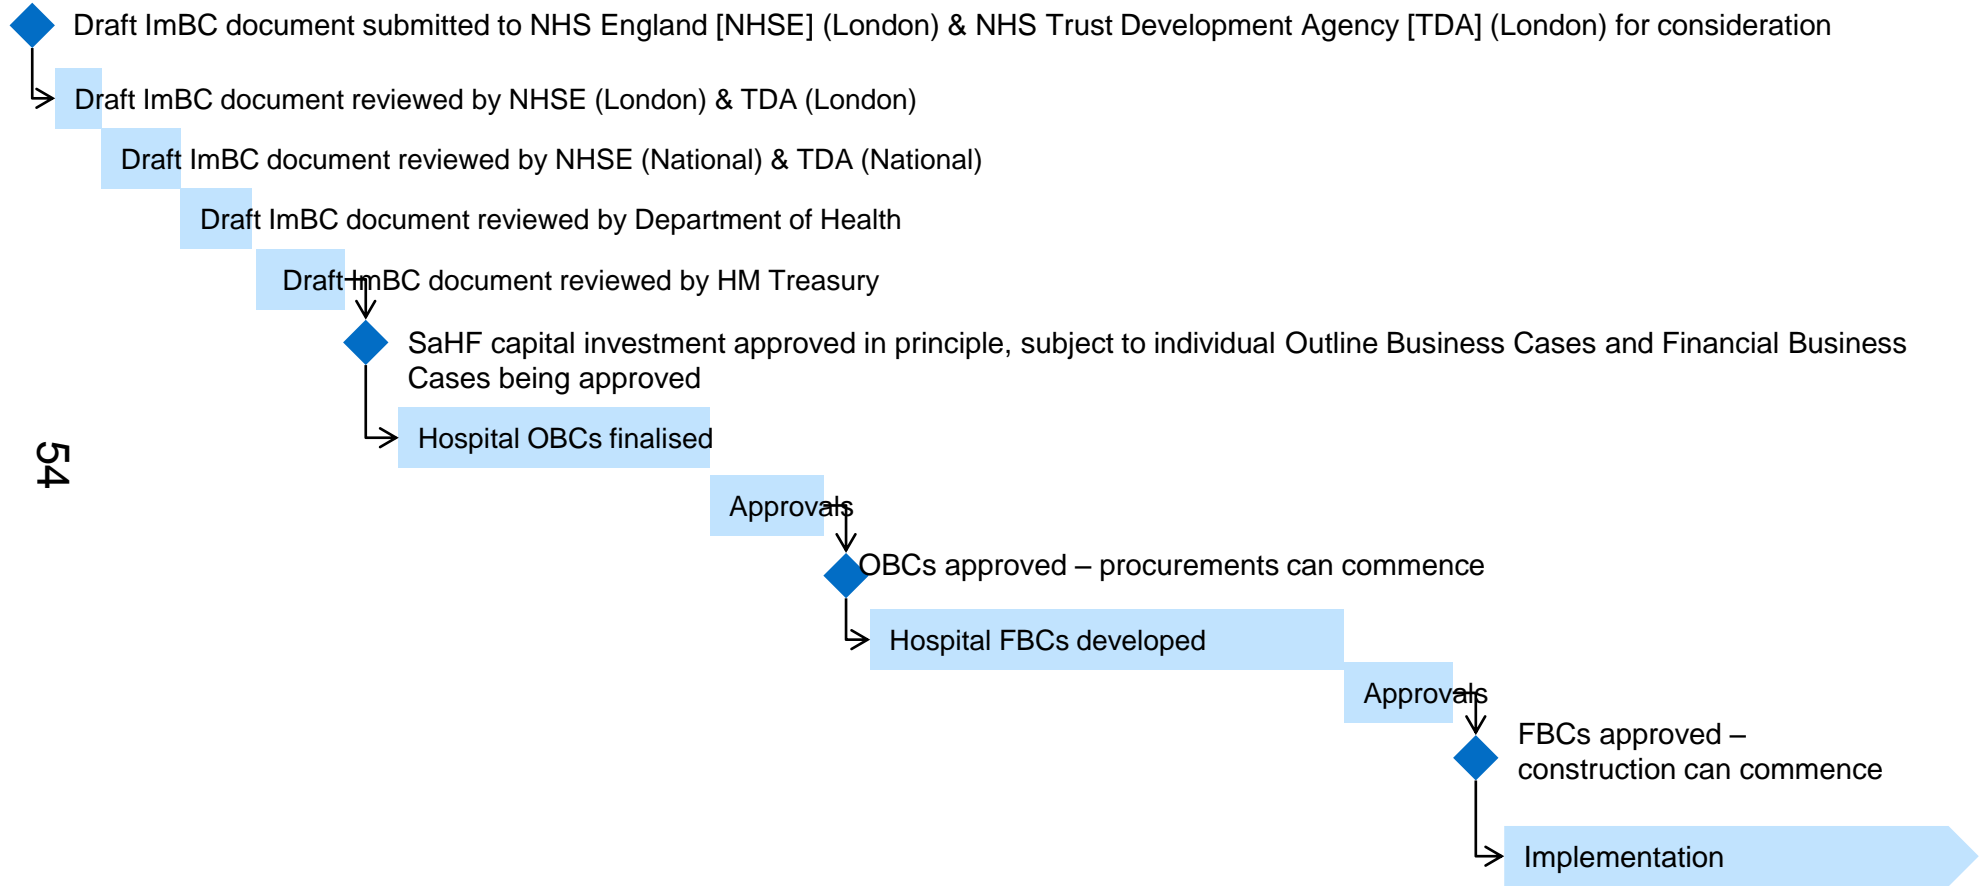 Draft ImBC document submitted to NHS England [NHSE] (London) & NHS Trust Development Agency [TDA] (London) for consideration
Draft ImBC document reviewed by NHSE (London) & TDA (London)
Draft ImBC document reviewed by NHSE (National) & TDA (National)
Draft ImBC document reviewed by Department of Health
Draft ImBC document reviewed by HM Treasury
SaHF capital investment approved in principle, subject to individual Outline Business Cases and Financial Business
Cases being approved
Hospital OBCs finalised
54
Approvals
OBCs approved – procurements can commence
Hospital FBCs developed
Approvals
FBCs approved –
construction can commence
Implementation